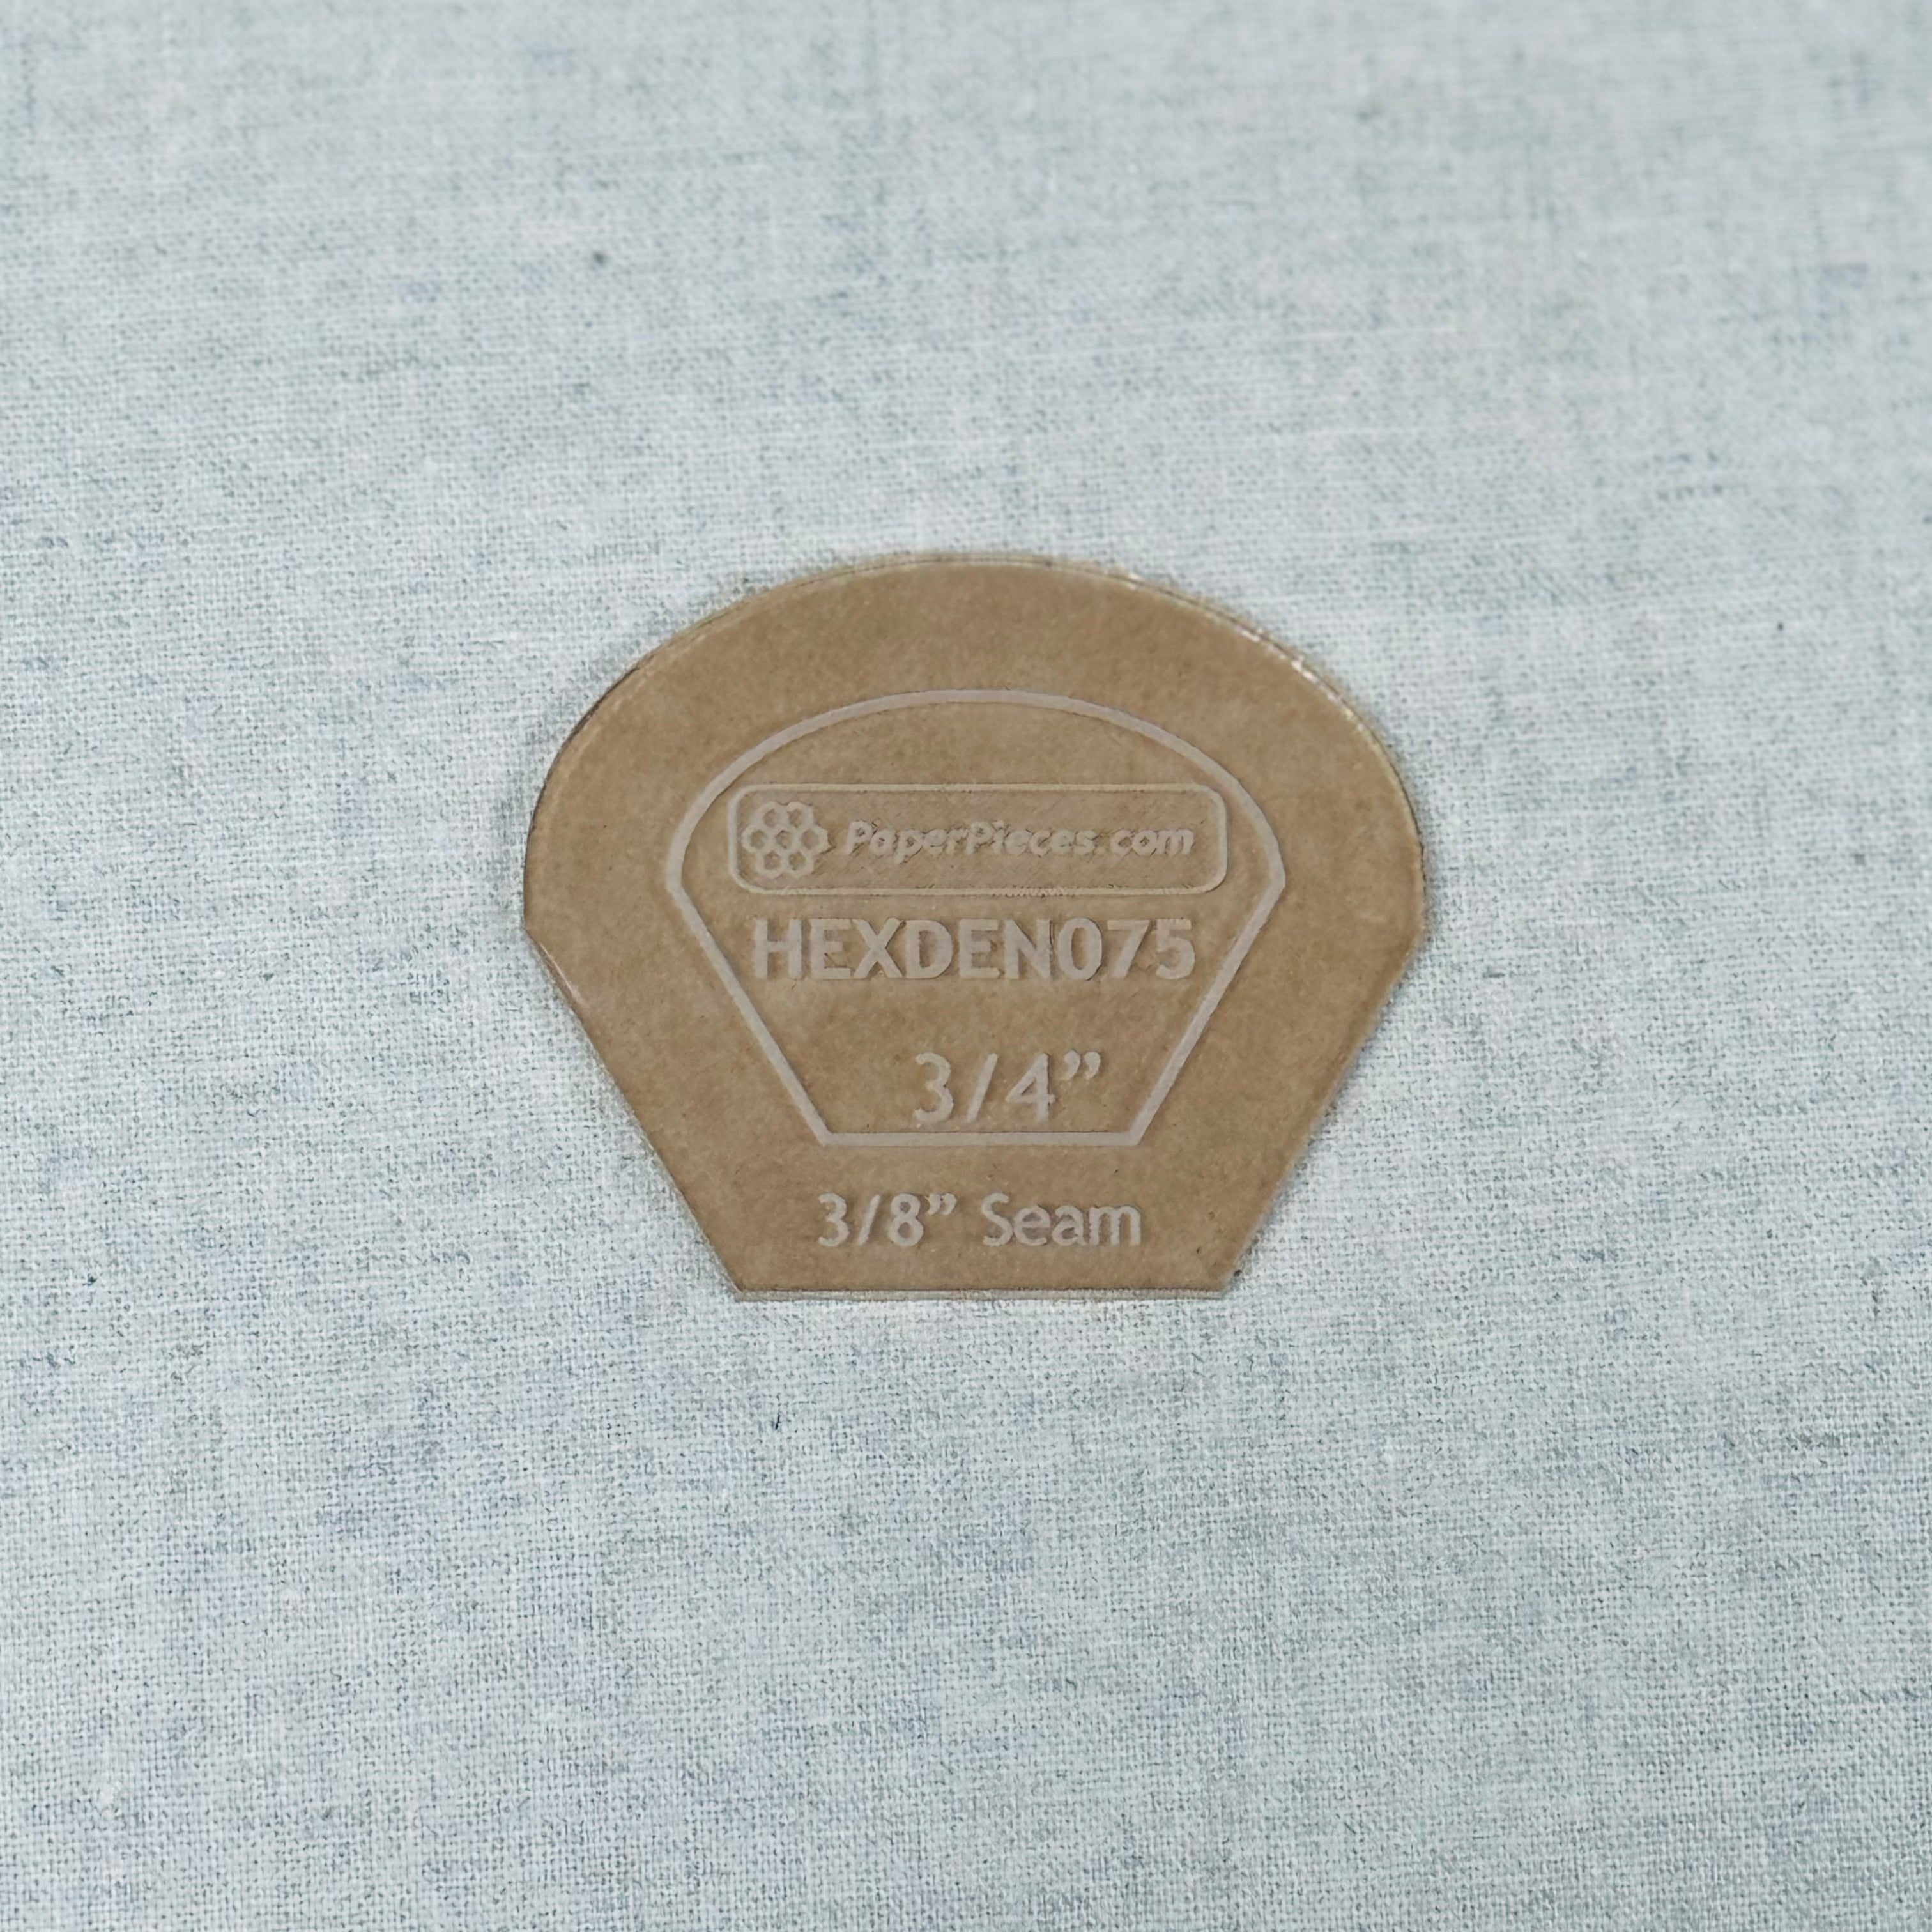 PaperPieces.com
HEXDEN075
3/4”
3/8” Seam